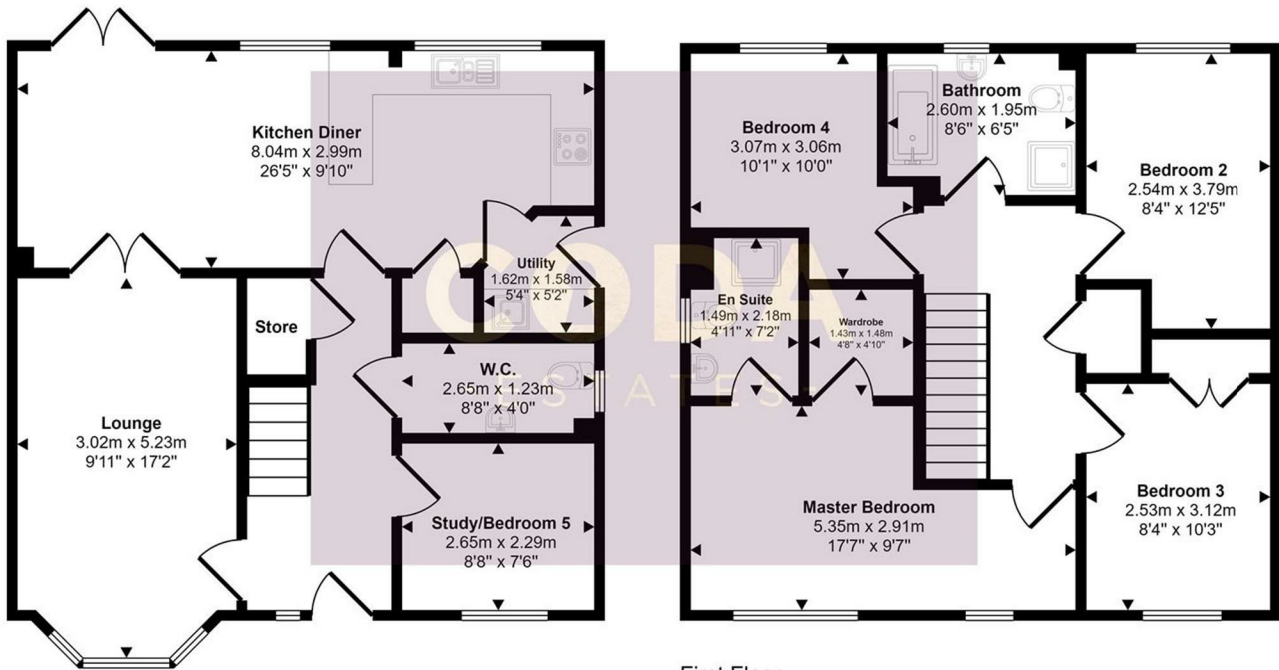 Kitchen Diner
8.04m x 2.99m
26'5" x 9'10"
Utility
1.62m x 1.58m
5'4" x 5'2"
Store
W.C.
2.65m x 1.23m
8'8" x 4'0"
Lounge
3.02m x 5.23m
9'11" x 17'2"
Study/Bedroom 5
2.65m x 2.29m
8'8" x 7'6"
Bedroom 4
3.07m x 3.06m
10'1" x 10'0"
Bathroom
2.60m x 1.95m
8'6" x 6'5"
Bedroom 2
2.54m x 3.79m
8'4" x 12'5"
En Suite
1.49m x 2.18m
4'11" x 7'2"
Wardrobe
1.43m x 1.48m
4'8" x 4'10"
Master Bedroom
5.35m x 2.91m
17'7" x 9'7"
Bedroom 3
2.53m x 3.12m
8'4" x 10'3"
CODA
ESTATES-